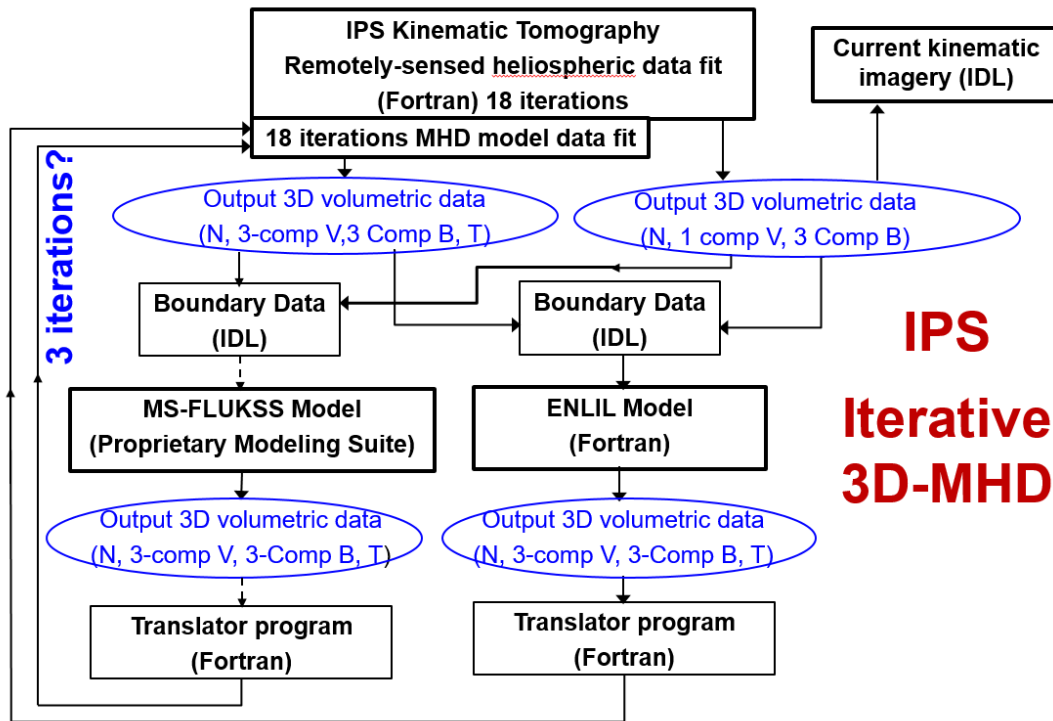 IPS Kinematic Tomography
Remotely-sensed heliospheric data fit
(Fortran) 18 iterations
18 iterations MHD model data fit
Current kinematic
imagery (IDL)
3 iterations?
Output 3D volumetric data
(N, 3-comp V,3 Comp B, T)
Output 3D volumetric data
(N, 1 comp V, 3 Comp B)
Boundary Data
(IDL)
Boundary Data
(IDL)
MS-FLUKSS Model
(Proprietary Modeling Suite)
ENLIL Model
(Fortran)
IPS
Iterative
3D-MHD
Output 3D volumetric data
(N, 3-comp V, 3-Comp B, T)
Output 3D volumetric data
(N, 3-comp V, 3-Comp B, T)
Translator program
(Fortran)
Translator program
(Fortran)